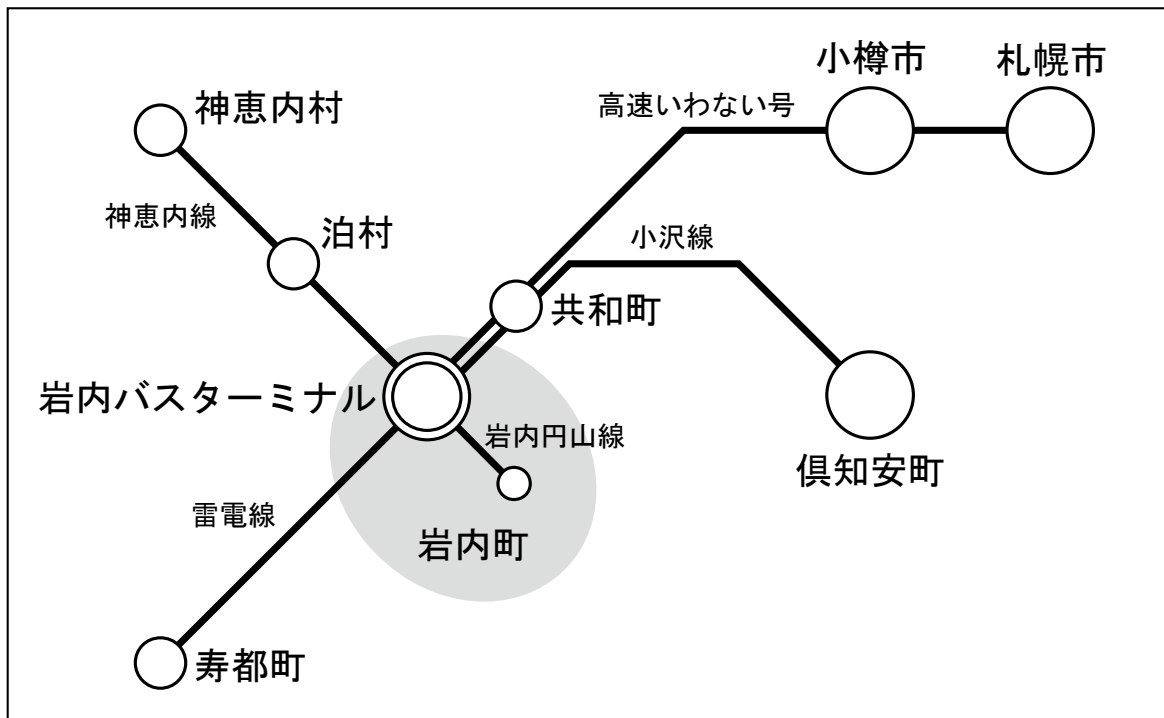 小樽市
札幌市
高速いわない号
神恵内村
神恵内線
泊村
小沢線
共和町
岩内バスターミナル
岩内円山線
倶知安町
雷電線
岩内町
寿都町